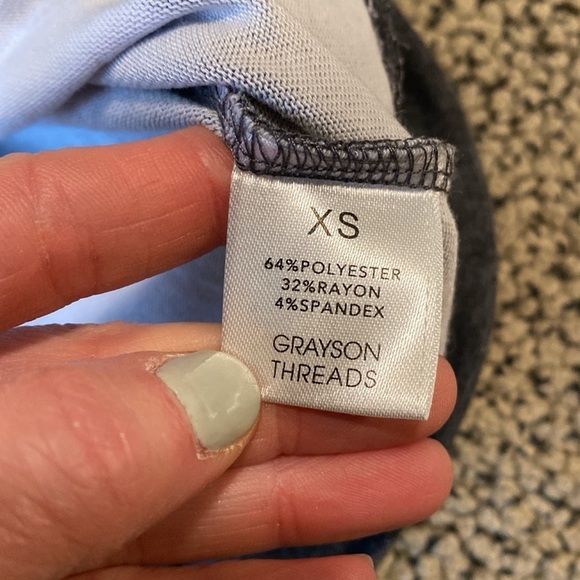 XS
64%POLYESTER
32%RAYON
4%SPANDEX
GRAYSON
THREADS